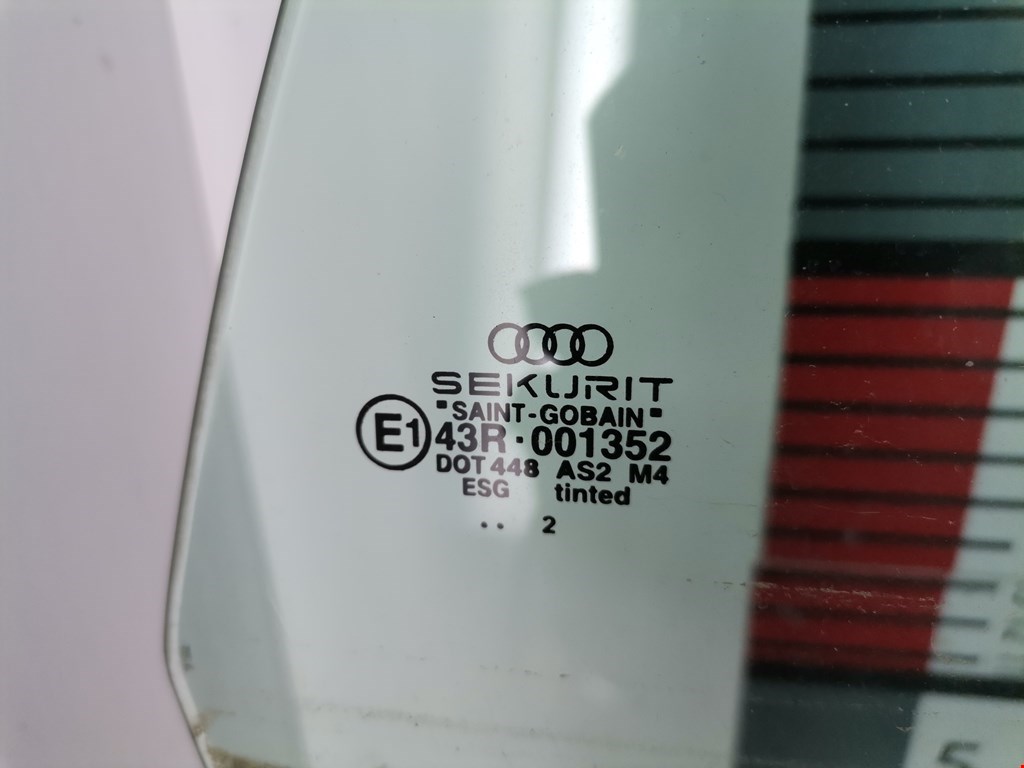 SEKURIT
"SAINT-GOBAIN"
E1 43R·001352
DOT 448 AS2 M4
ESG tinted
.. 2